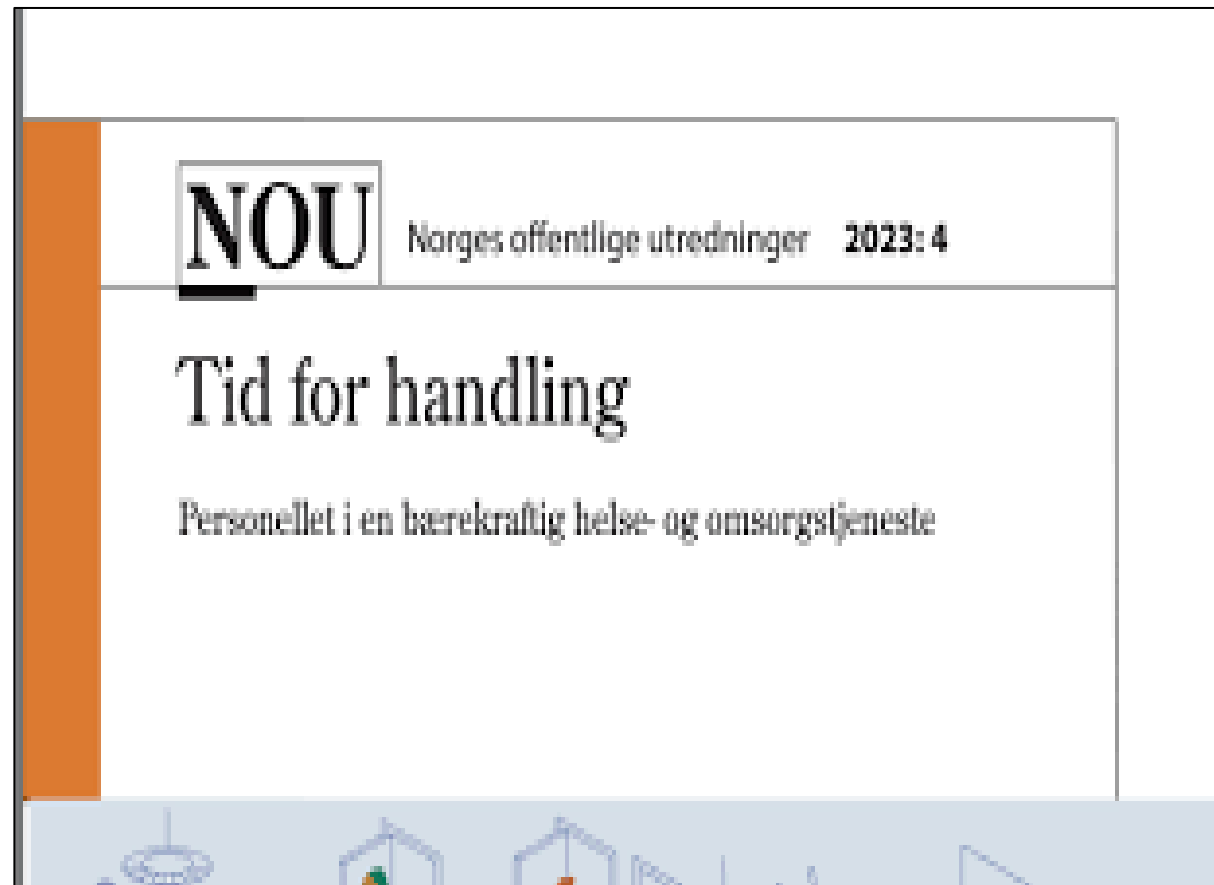 NOU Norges offentlige utredninger 2023: 4
Tid for handling
Personellet i en bærekraftig helse- og omsorgstjeneste